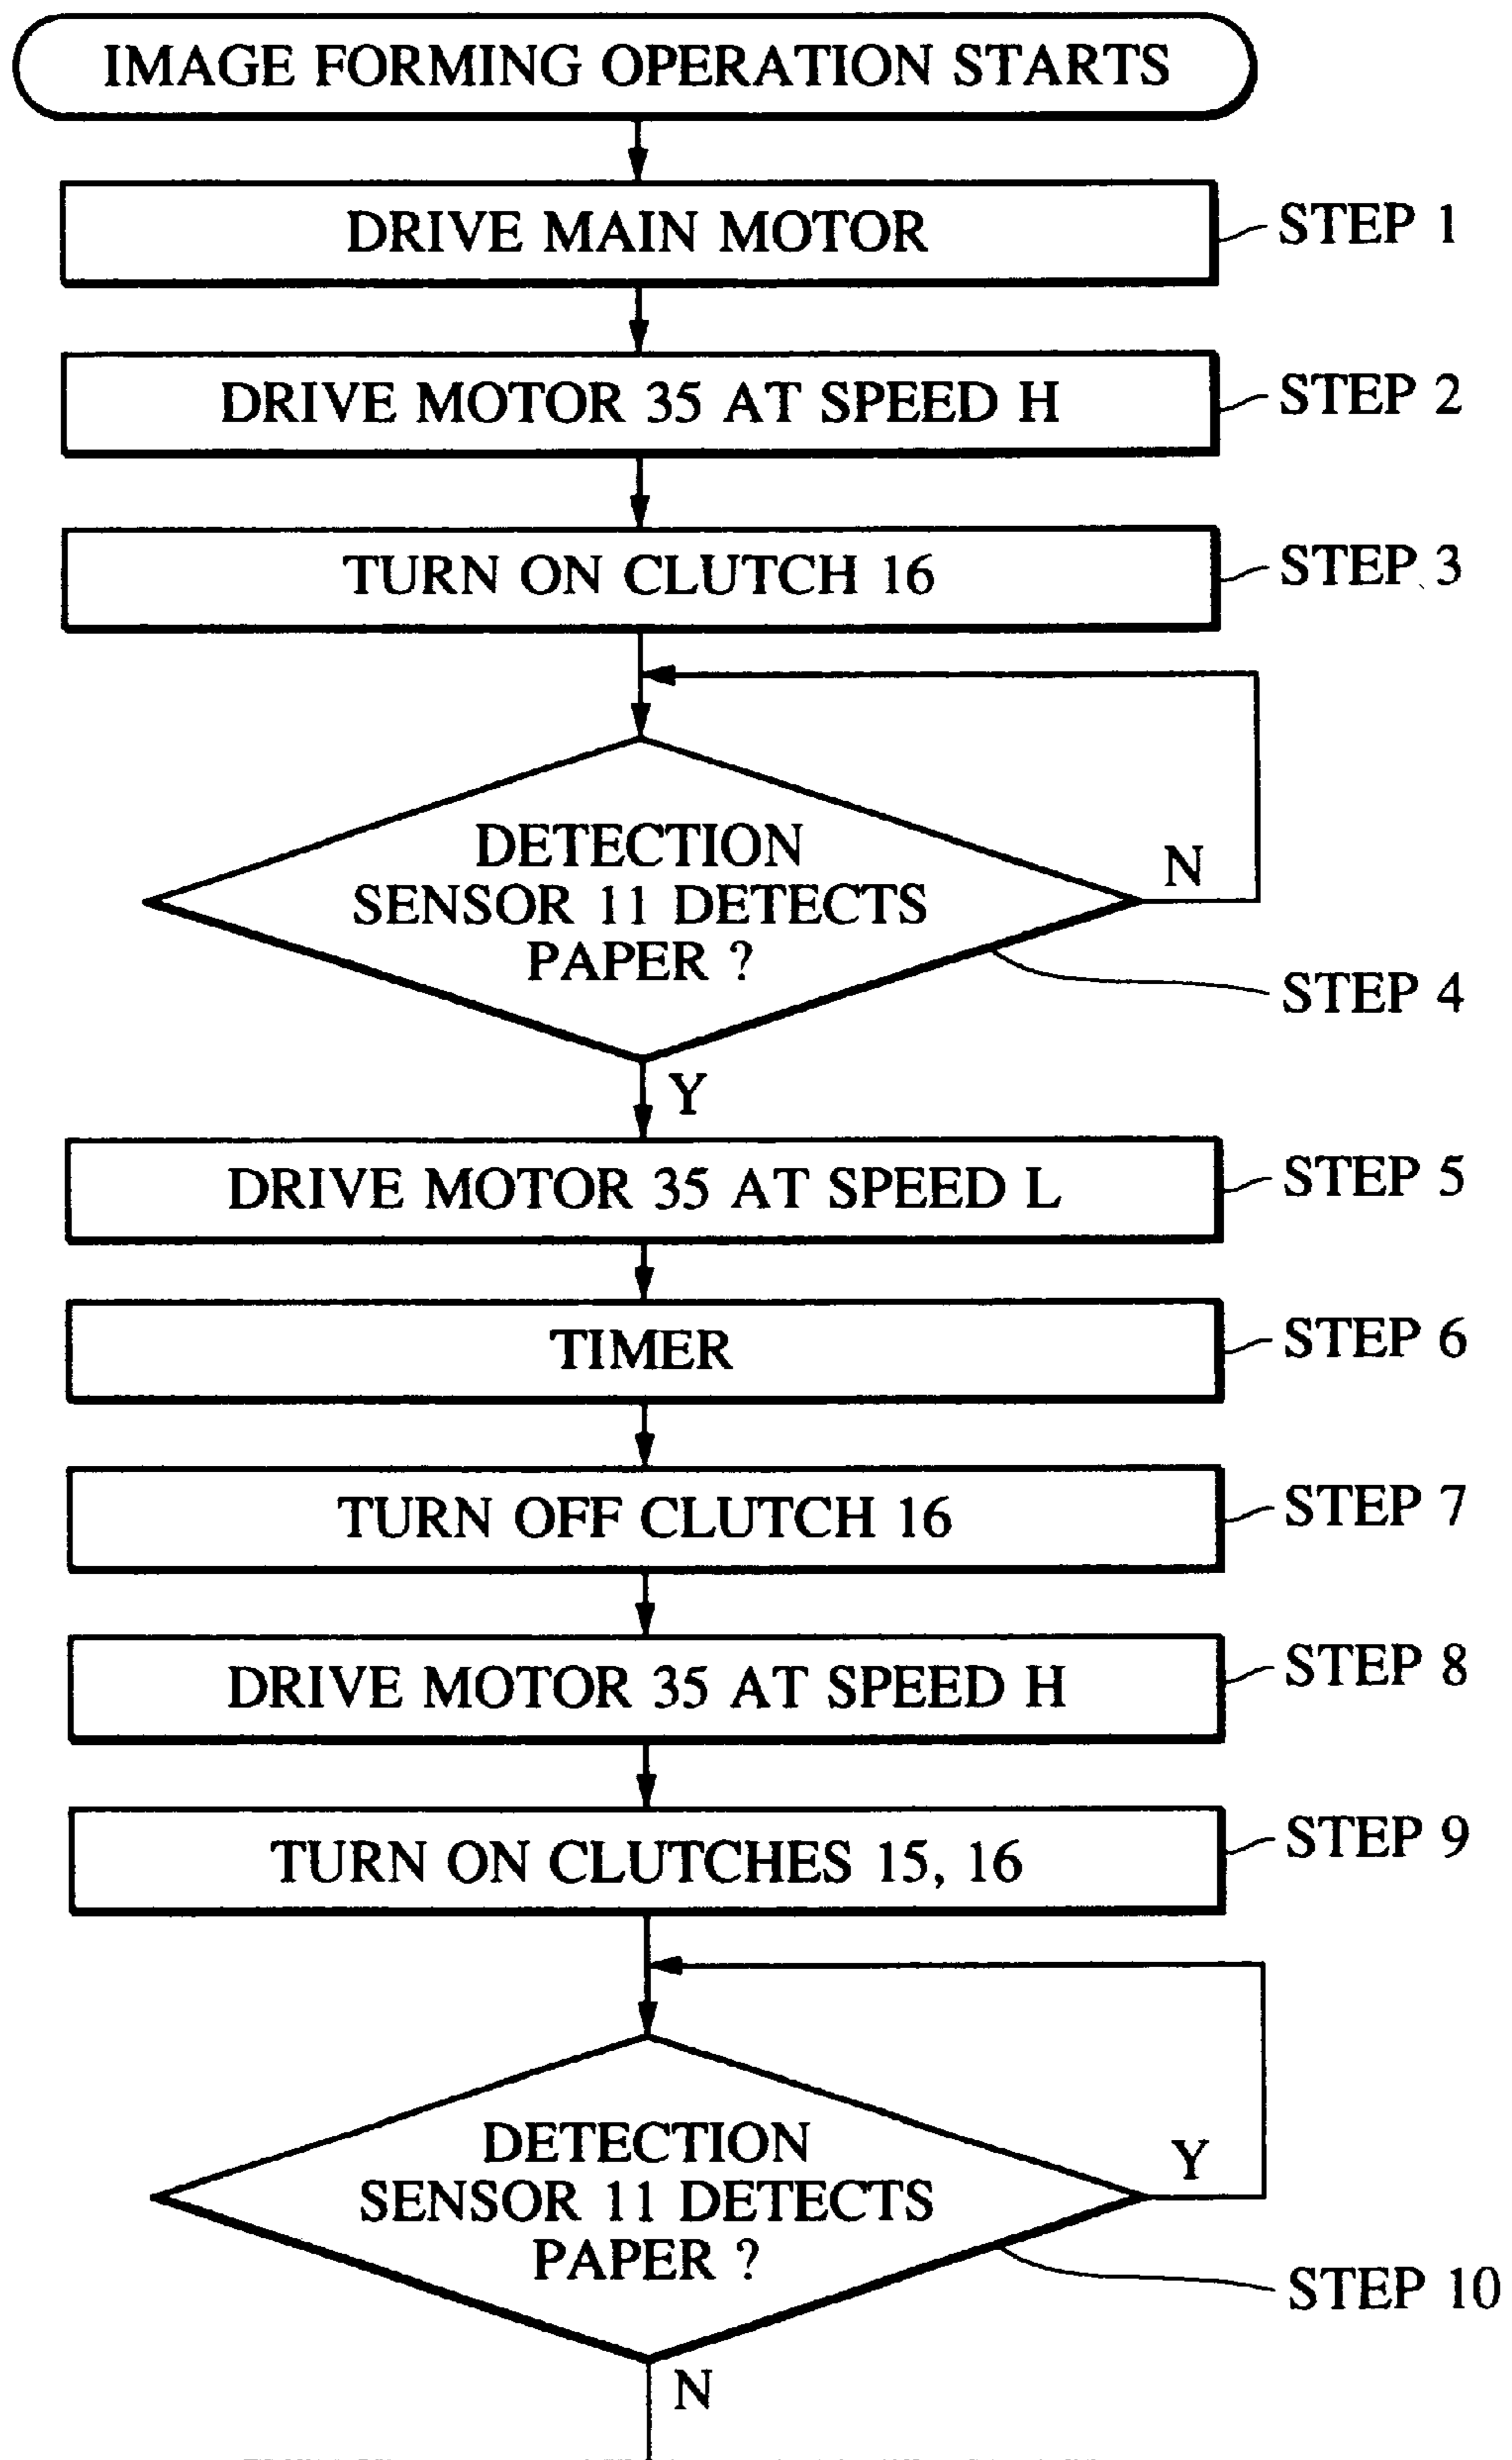 IMAGE FORMING OPERATION STARTS
DRIVE MAIN MOTOR
STEP 1
DRIVE MOTOR 35 AT SPEED H
STEP 2
TURN ON CLUTCH 16
STEP 3
DETECTION
SENSOR 11 DETECTS
PAPER ?
N
STEP 4
Y
DRIVE MOTOR 35 AT SPEED L
STEP 5
TIMER
STEP 6
TURN OFF CLUTCH 16
STEP 7
DRIVE MOTOR 35 AT SPEED H
STEP 8
TURN ON CLUTCHES 15, 16
STEP 9
DETECTION
SENSOR 11 DETECTS
PAPER ?
Y
STEP 10
N